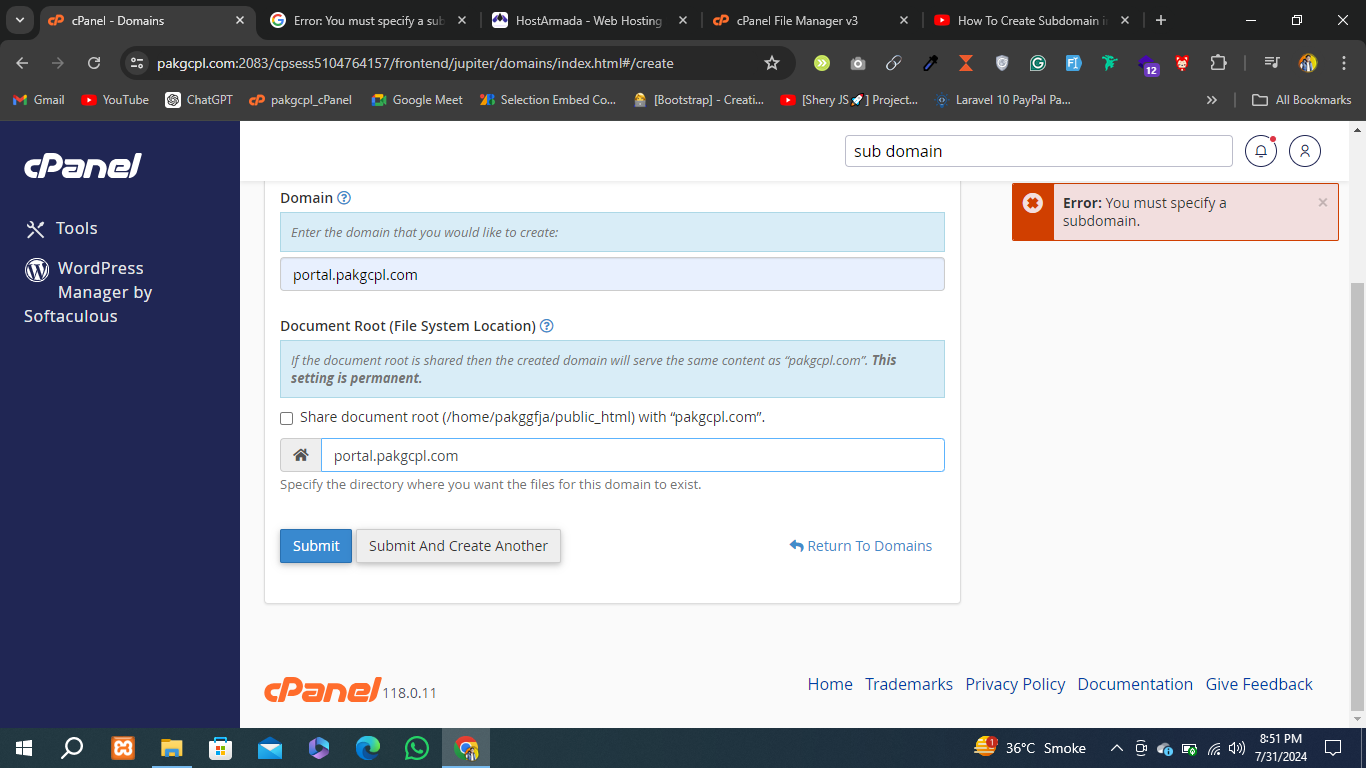 cPanel - Domains
Error: You must specify a sub
HostArmada - Web Hosting
cPanel File Manager v3
How To Create Subdomain i
pakgcpl.com:2083/cpsess5104764157/frontend/jupiter/domains/index.html#/create
12
Gmail
YouTube
ChatGPT
pakgcpl_cPanel
Google Meet
Selection Embed Co...
[Bootstrap] - Creati...
[Shery JS🚀] Project...
Laravel 10 PayPal Pa...
All Bookmarks
cPanel
Tools
WordPress
Manager by
Softaculous
sub domain
Error: You must specify a
subdomain.
Domain
Enter the domain that you would like to create:
portal.pakgcpl.com
Document Root (File System Location)
If the document root is shared then the created domain will serve the same content as “pakgcpl.com”. This
setting is permanent.
Share document root (/home/pakggfja/public_html) with “pakgcpl.com”.
portal.pakgcpl.com
Specify the directory where you want the files for this domain to exist.
Submit
Submit And Create Another
Return To Domains
cPanel 118.0.11
Home
Trademarks
Privacy Policy
Documentation
Give Feedback
1
36°C Smoke
8:51 PM
7/31/2024